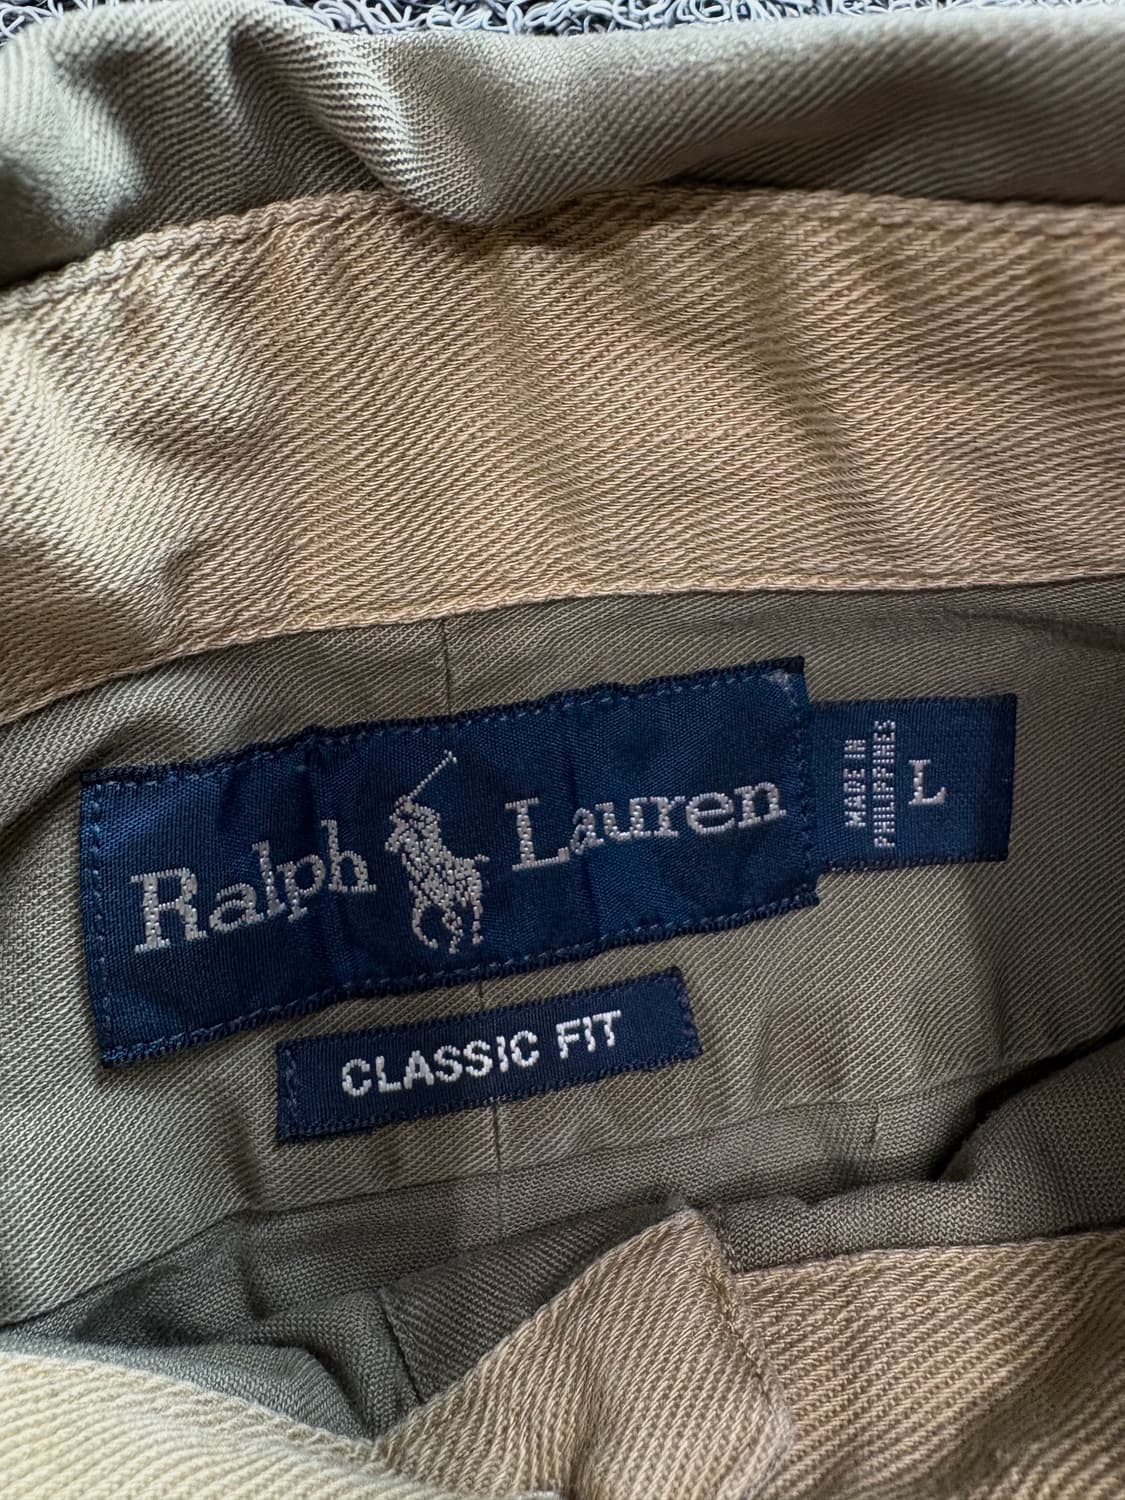 Ralph Lauren
MADE IN
PHILIPPINES
L
CLASSIC FIT